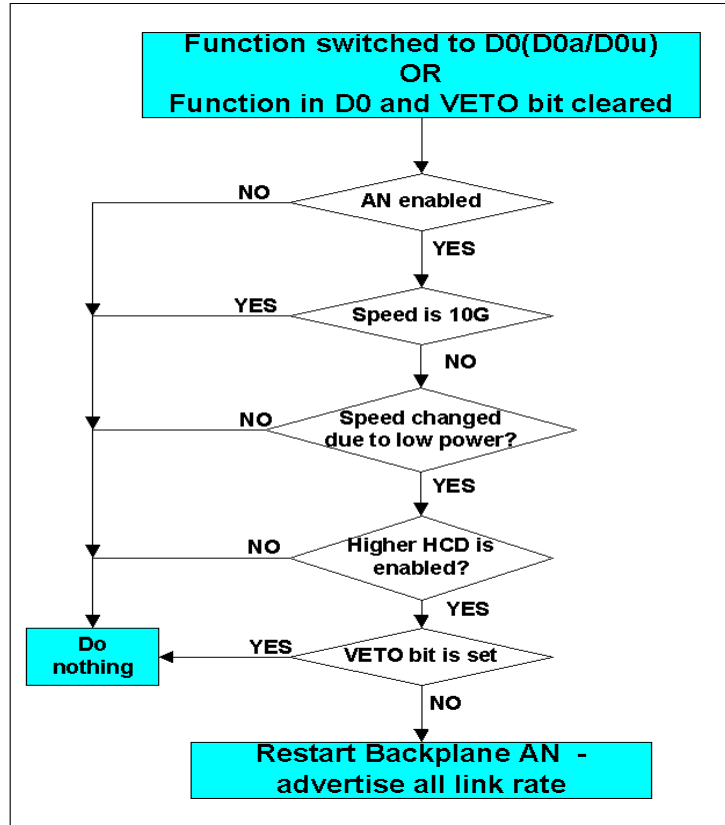 Function switched to D0(D0a/D0u)
OR
Function in D0 and VETO bit cleared
NO
AN enabled
YES
YES
Speed is 10G
NO
NO
Speed changed
due to low power?
YES
NO
Higher HCD is
enabled?
YES
Do
nothing
YES
VETO bit is set
NO
Restart Backplane AN -
advertise all link rate